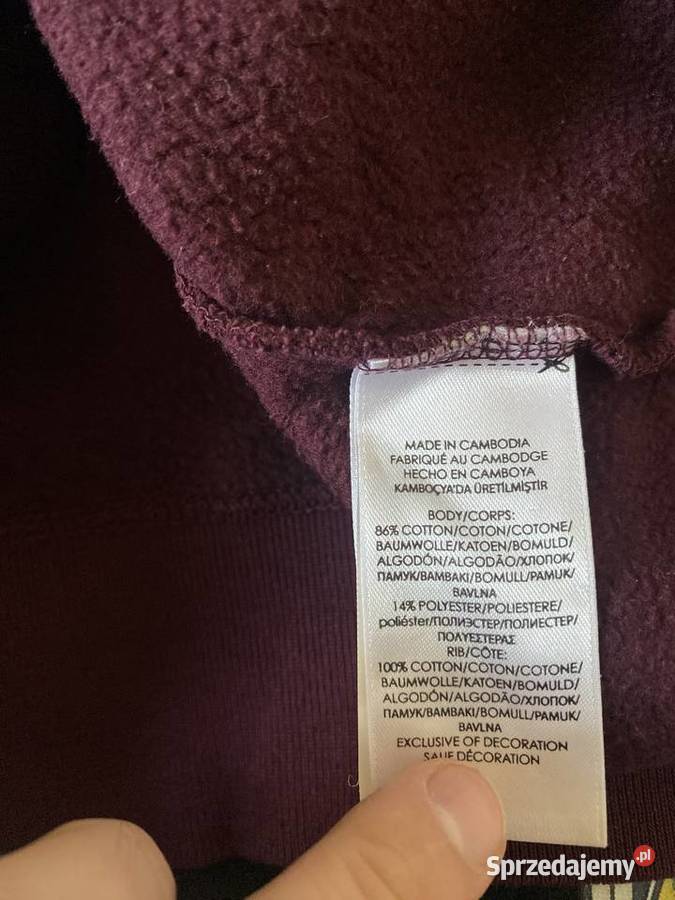 MADE IN CAMBODIA
FABRIQUÉ AU CAMBODGE
HECHO EN CAMBOYA
KAMBOÇYA'DA ÜRETİLMİŞTİR
BODY/CORPS:
86% COTTON/COTON/COTONE/
BAUMWOLLE/KATOEN/BOMULD/
ALGODÓN/ALGODÃO/ХЛОПОК/
ПАМУК/ΒΑΜΒΑΚΙ/BOMULL/PAMUK/
BAVLNA
14% POLYESTER/POLIESTERE/
poliéster/ПОЛИЭСТЕР/ПОЛИЕСТЕР/
ΠΟΛΥΕΣΤΕΡΑΣ
RIB/CÔTE:
100% COTTON/COTON/COTONE/
BAUMWOLLE/KATOEN/BOMULD/
ALGODÓN/ALGODÃO/ХЛОПОК/
ПАМУК/ΒΑΜΒΑΚΙ/BOMULL/PAMUK/
BAVLNA
EXCLUSIVE OF DECORATION
SAUF DÉCORATION
Sprzedajemy.pl